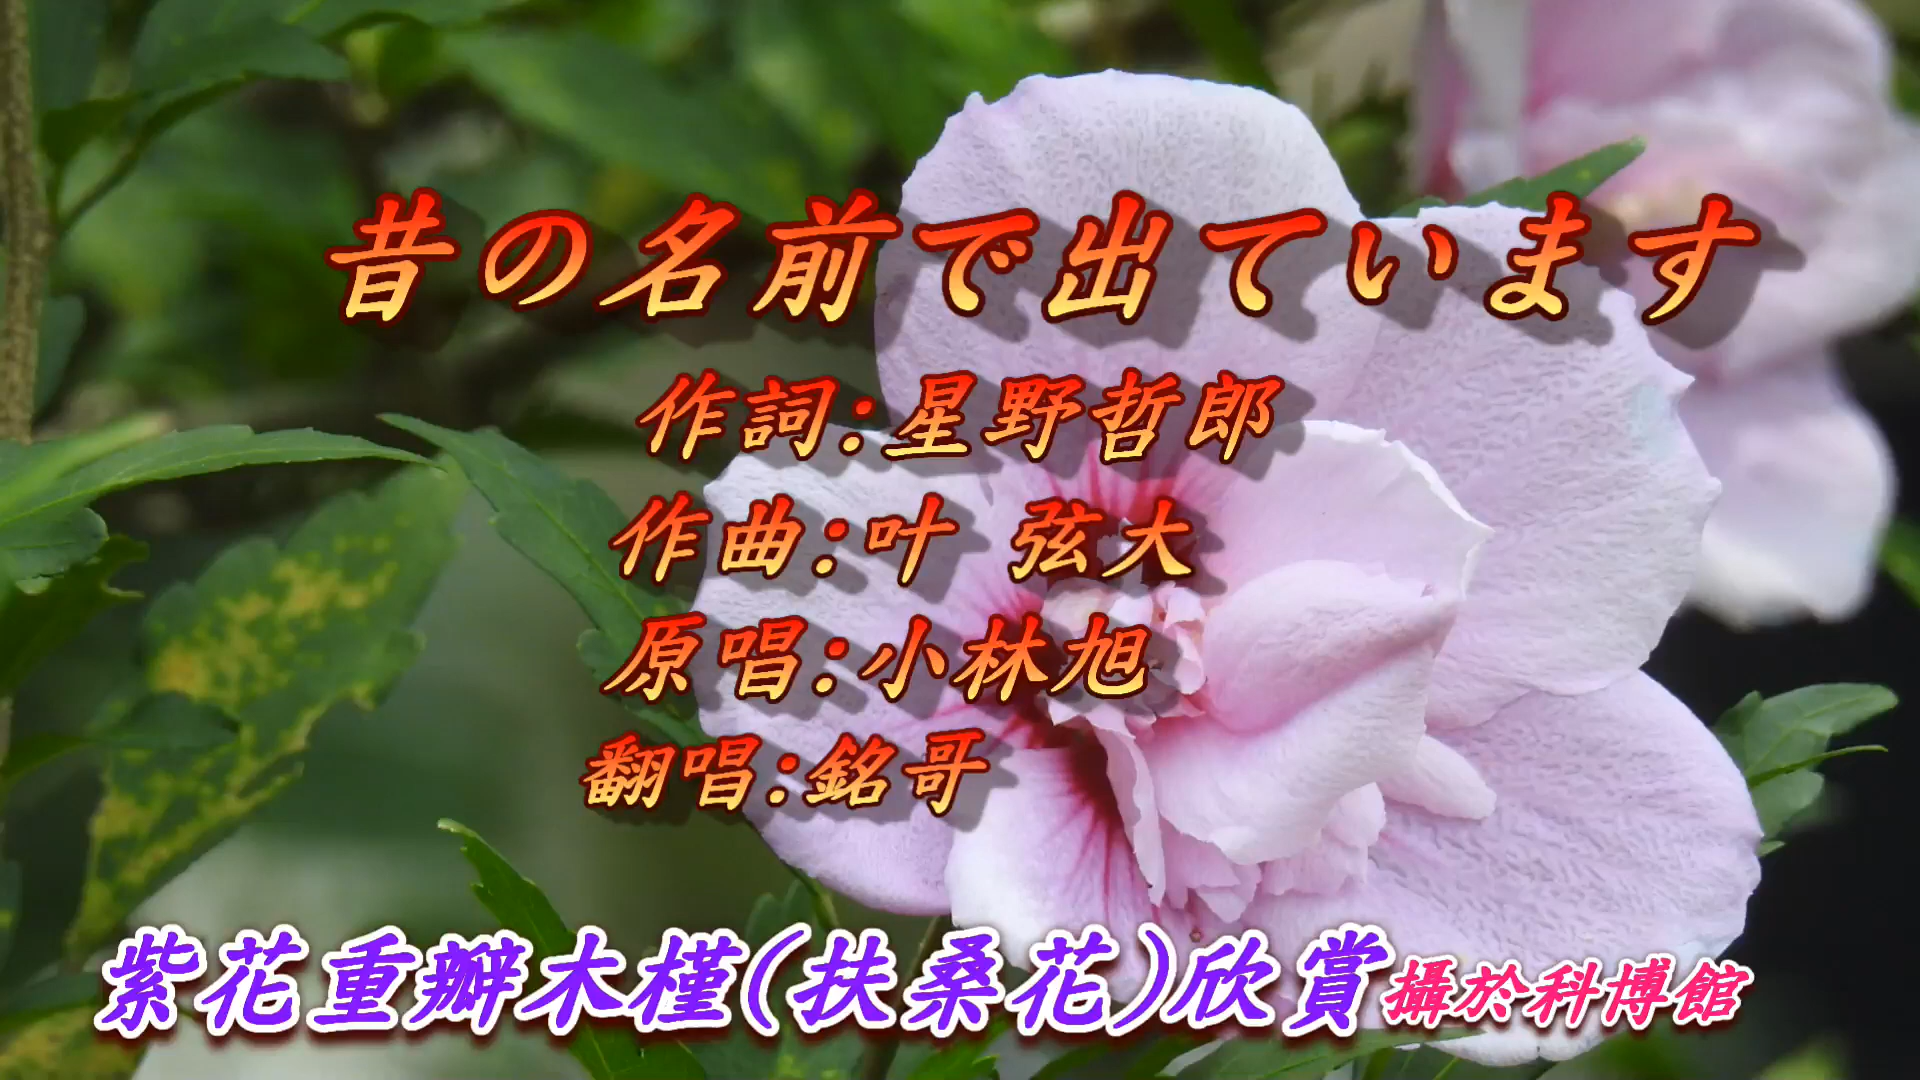 昔の名前で出ています
作詞:星野哲郎
作曲:叶 弦大
原唱:小林旭
翻唱:銘哥
紫花重瓣木槿(扶桑花)欣賞攝於科博館